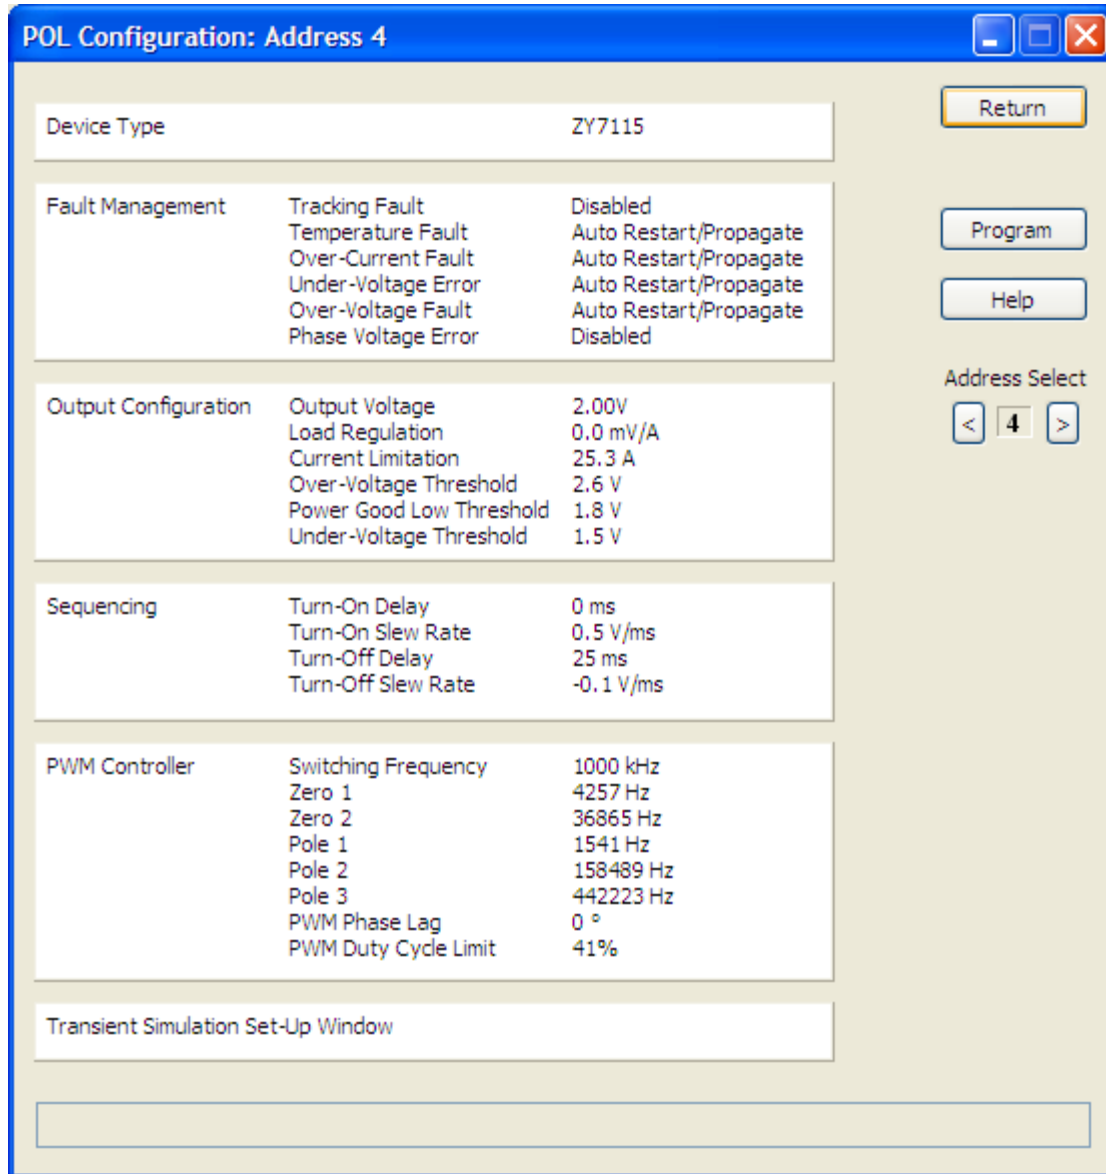 POL Configuration: Address 4
Return
Device Type ZY7115
Fault Management Tracking Fault Disabled
Temperature Fault Auto Restart/Propagate
Program
Over-Current Fault Auto Restart/Propagate
Under-Voltage Error Auto Restart/Propagate
Over-Voltage Fault Auto Restart/Propagate
Help
Phase Voltage Error Disabled
Address Select
< 4 >
Output Configuration Output Voltage 2.00V
Load Regulation 0.0 mV/A
Current Limitation 25.3 A
Over-Voltage Threshold 2.6 V
Power Good Low Threshold 1.8 V
Under-Voltage Threshold 1.5 V
Sequencing Turn-On Delay 0 ms
Turn-On Slew Rate 0.5 V/ms
Turn-Off Delay 25 ms
Turn-Off Slew Rate -0.1 V/ms
PWM Controller Switching Frequency 1000 kHz
Zero 1 4257 Hz
Zero 2 36865 Hz
Pole 1 1541 Hz
Pole 2 158489 Hz
Pole 3 442223 Hz
PWM Phase Lag 0 °
PWM Duty Cycle Limit 41%
Transient Simulation Set-Up Window